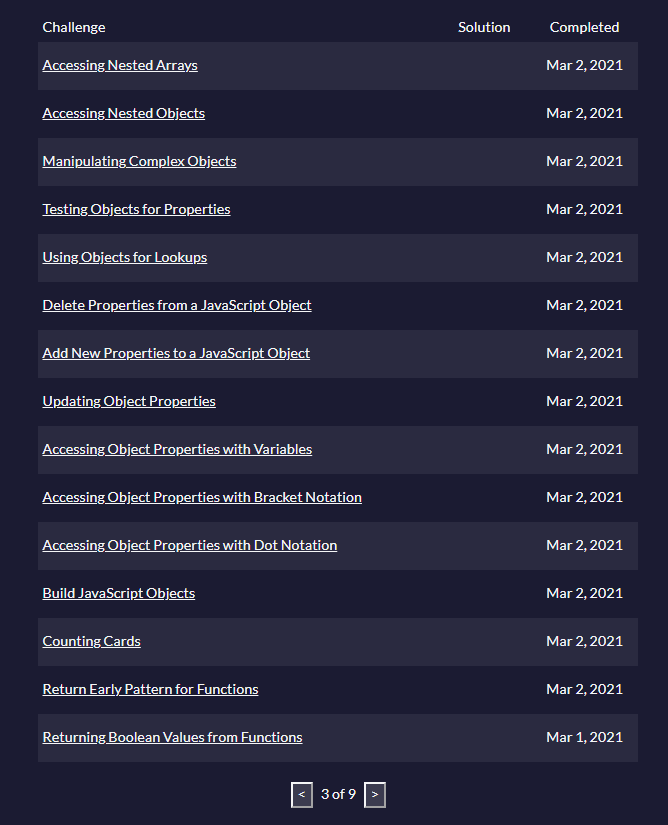 Challenge Solution Completed
Accessing Nested Arrays Mar 2, 2021
Accessing Nested Objects Mar 2, 2021
Manipulating Complex Objects Mar 2, 2021
Testing Objects for Properties Mar 2, 2021
Using Objects for Lookups Mar 2, 2021
Delete Properties from a JavaScript Object Mar 2, 2021
Add New Properties to a JavaScript Object Mar 2, 2021
Updating Object Properties Mar 2, 2021
Accessing Object Properties with Variables Mar 2, 2021
Accessing Object Properties with Bracket Notation Mar 2, 2021
Accessing Object Properties with Dot Notation Mar 2, 2021
Build JavaScript Objects Mar 2, 2021
Counting Cards Mar 2, 2021
Return Early Pattern for Functions Mar 2, 2021
Returning Boolean Values from Functions Mar 1, 2021
< 3 of 9 >